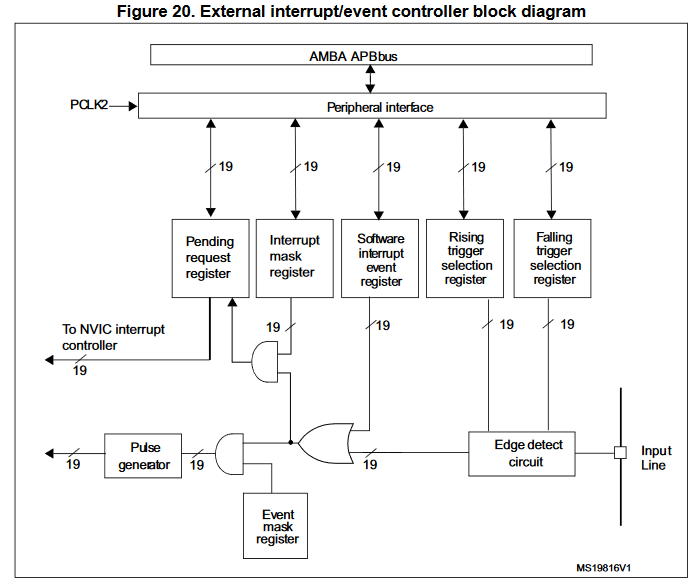 Figure 20. External interrupt/event controller block diagram
AMBA APB bus
PCLK2
Peripheral interface
19
19
19
19
19
Pending
request
register
Interrupt
mask
register
Software
interrupt
event
register
Rising
trigger
selection
register
Falling
trigger
selection
register
To NVIC interrupt
controller
19
19
19
19
19
Pulse
generator
19
19
19
Edge detect
circuit
Input
Line
Event
mask
register
MS19816V1